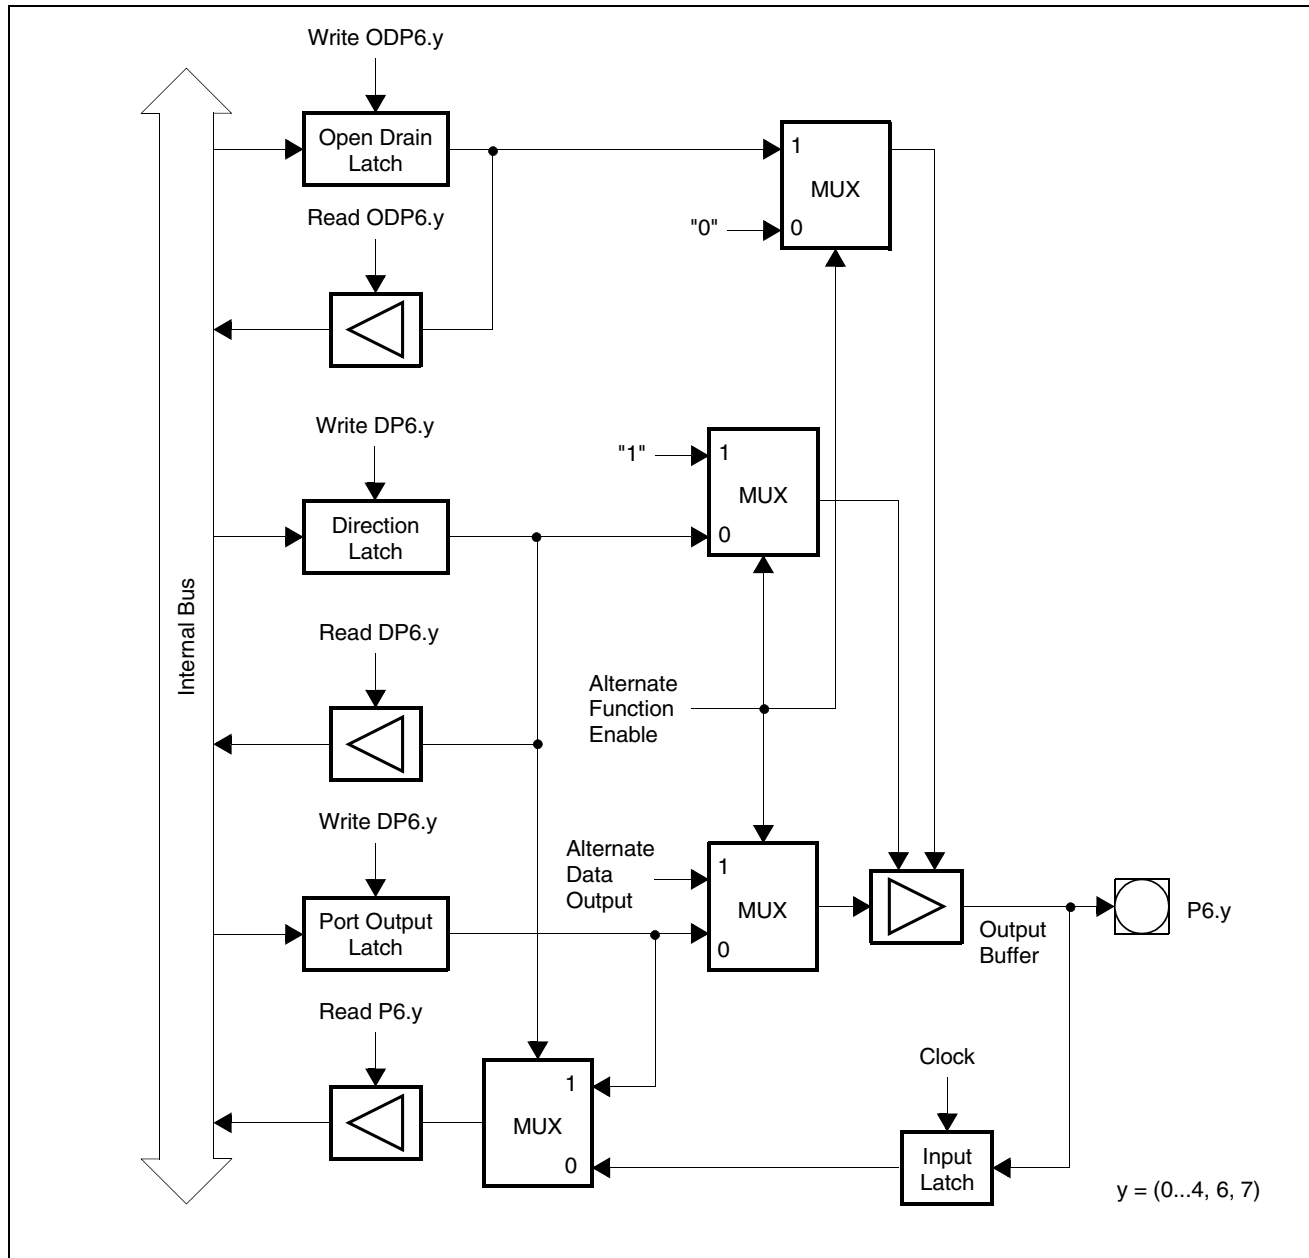 Write ODP6.y
Open Drain
Latch
1
MUX
"0"
0
Read ODP6.y
Write DP6.y
"1"
1
MUX
Direction
Latch
0
Internal Bus
Read DP6.y
Alternate
Function
Enable
Write DP6.y
Alternate
Data
Output
1
MUX
0
Port Output
Latch
P6.y
Output
Buffer
Read P6.y
Clock
1
MUX
0
Input
Latch
y = (0...4, 6, 7)